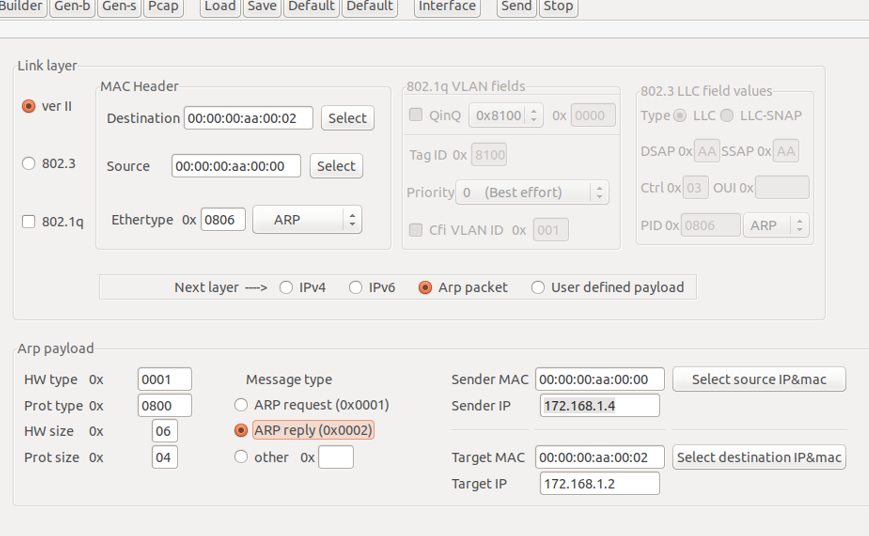 Builder Gen-b Gen-s Pcap Load Save Default Default Interface Send Stop
Link layer
MAC Header
802.1q VLAN fields
802.3 LLC field values
ver II
Destination 00:00:00:aa:00:02 Select
QinQ 0x8100 0x 0000
Type LLC LLC-SNAP
802.3
Source 00:00:00:aa:00:00 Select
Tag ID 0x 8100
DSAP 0x AA SSAP 0x AA
Priority 0 (Best effort)
Ctrl 0x 03 OUI 0x
802.1q
Ethertype 0x 0806 ARP
Cfi VLAN ID 0x 001
PID 0x 0806 ARP
Next layer ----> IPv4 IPv6 Arp packet User defined payload
Arp payload
HW type 0x 0001
Message type
Sender MAC 00:00:00:aa:00:00 Select source IP&mac
Prot type 0x 0800
ARP request (0x0001)
Sender IP 172.168.1.4
HW size 0x 06
ARP reply (0x0002)
Prot size 0x 04
other 0x
Target MAC 00:00:00:aa:00:02 Select destination IP&mac
Target IP 172.168.1.2